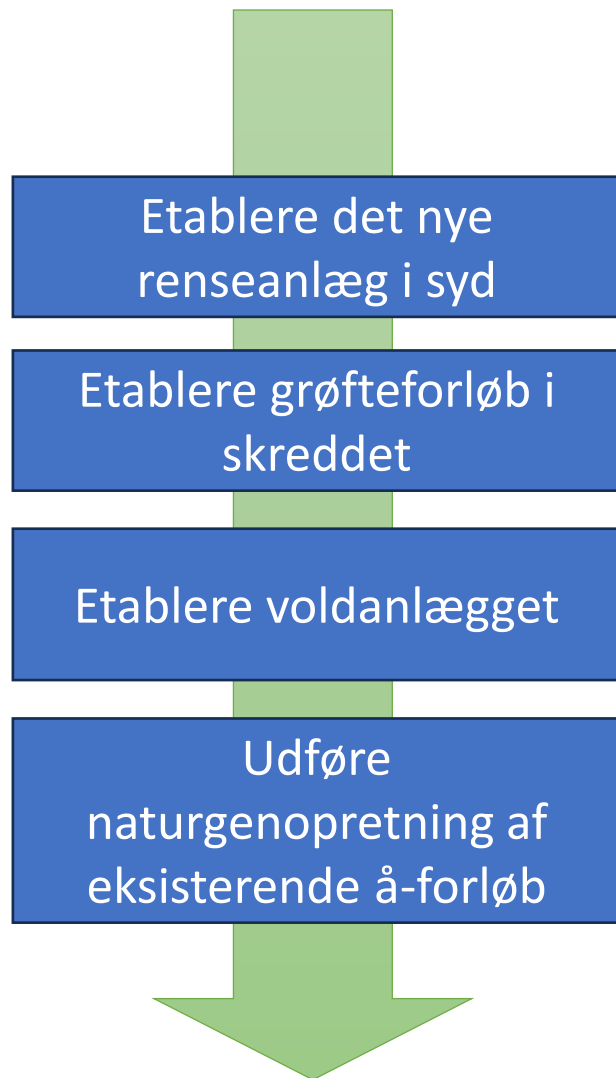 Etablere det nye
renseanlæg i syd
Etablere grøfteforløb i
skreddet
Etablere voldanlægget
Udføre
naturgenopretning af
eksisterende å-forløb